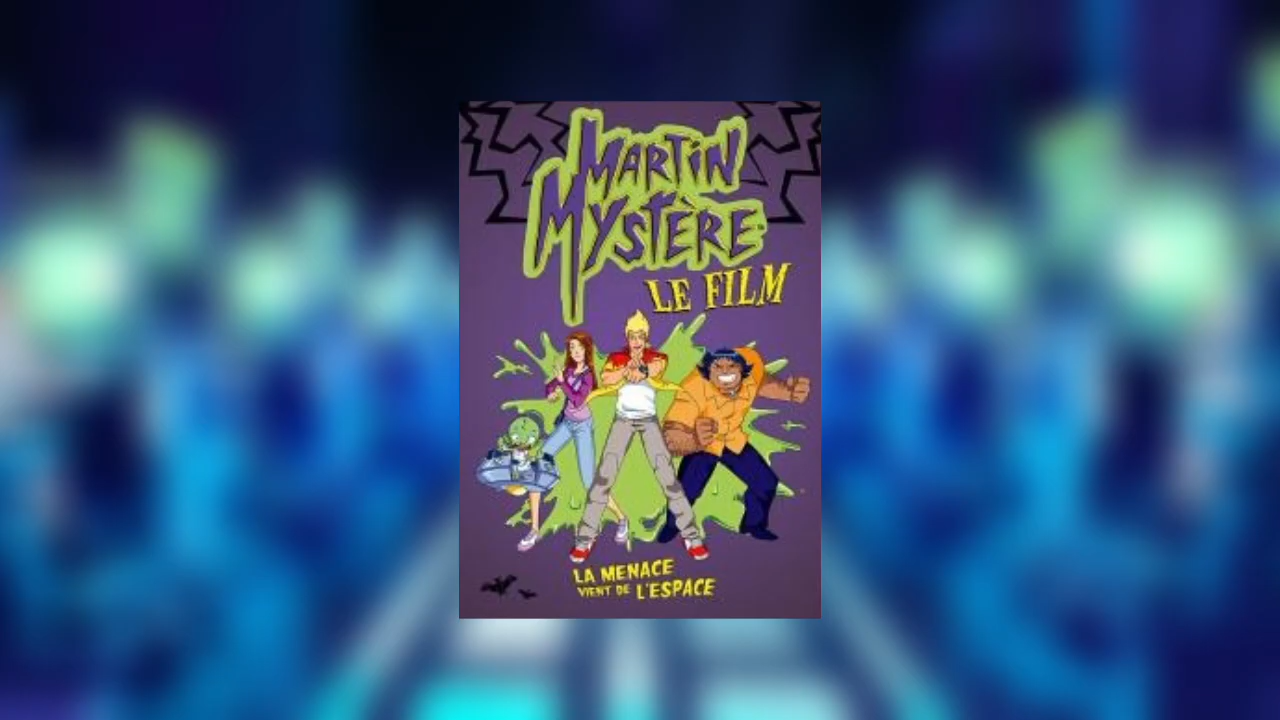 MARTiN
MYSTÈRE
LE FILM
LA MENACE
VIENT DE L'ESPACE